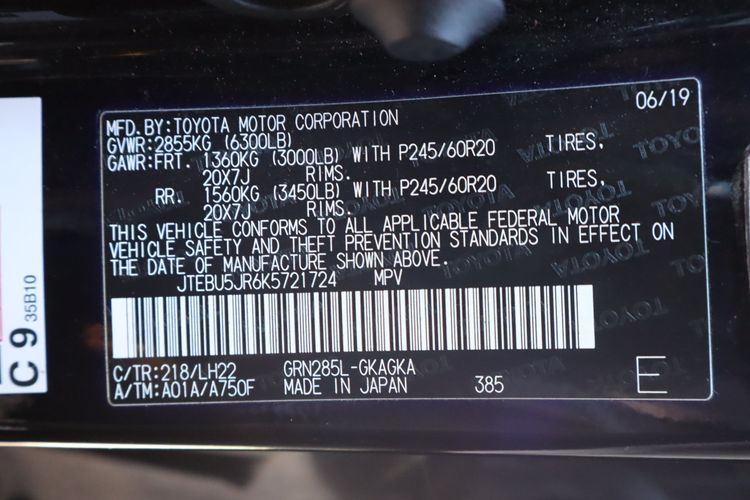 06/19
MFD.BY:TOYOTA MOTOR CORPORATION
GVWR:2855KG (6300LB)
GAWR:FRT. 1360KG (3000LB) WITH P245/60R20 TIRES,
20X7J RIMS.
RR. 1560KG (3450LB) WITH P245/60R20 TIRES,
20X7J RIMS.
THIS VEHICLE CONFORMS TO ALL APPLICABLE FEDERAL MOTOR
VEHICLE SAFETY AND THEFT PREVENTION STANDARDS IN EFFECT ON
THE DATE OF MANUFACTURE SHOWN ABOVE.
JTEBU5JR6K5721724 MPV
C/TR:218/LH22 GRN285L-GKAGKA
A/TM:A01A/A750F MADE IN JAPAN 385 E
C 9 35B10
TOYOTA